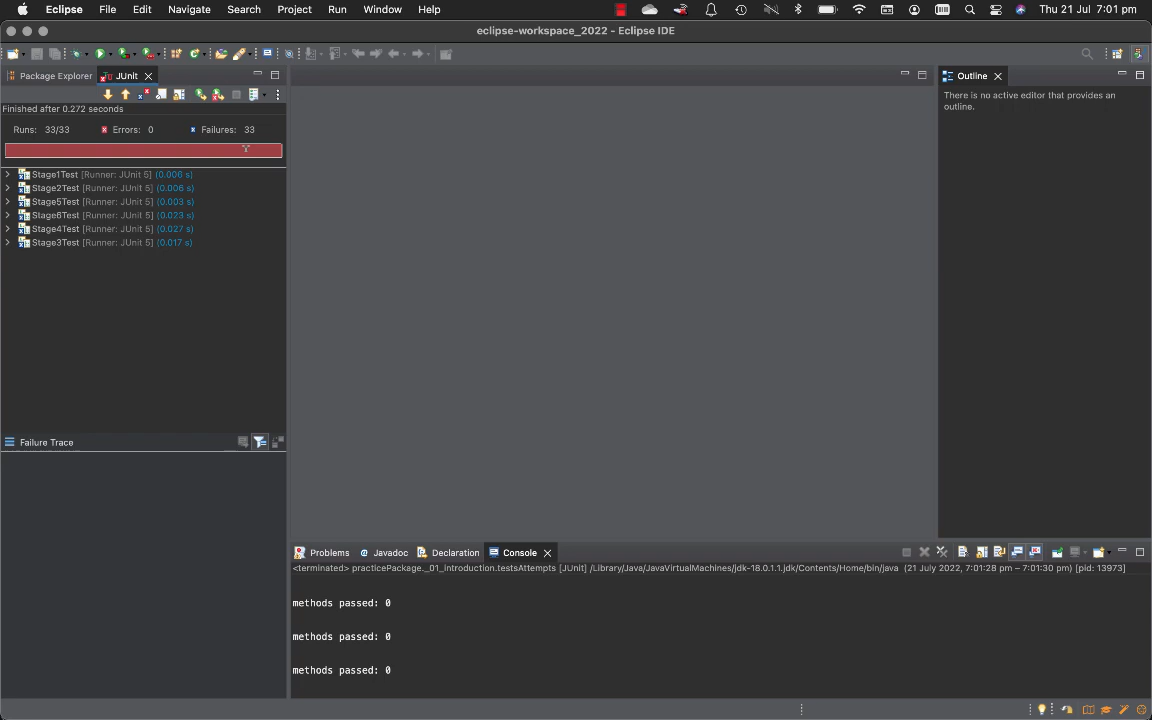 Eclipse File Edit Navigate Search Project Run Window Help Thu 21 Jul 7:01 pm
eclipse-workspace_2022 - Eclipse IDE
Package Explorer JUnit Outline
There is no active editor that provides an
outline.
Finished after 0.272 seconds
Runs: 33/33 Errors: 0 Failures: 33
Stage1Test [Runner: JUnit 5] (0.006 s)
Stage2Test [Runner: JUnit 5] (0.006 s)
Stage5Test [Runner: JUnit 5] (0.003 s)
Stage6Test [Runner: JUnit 5] (0.023 s)
Stage4Test [Runner: JUnit 5] (0.027 s)
Stage3Test [Runner: JUnit 5] (0.017 s)
Failure Trace
Problems Javadoc Declaration Console
<terminated> practicePackage._01_introduction.testsAttempts [JUnit] /Library/Java/JavaVirtualMachines/jdk-18.0.1.1.jdk/Contents/Home/bin/java (21 July 2022, 7:01:28 pm – 7:01:30 pm) [pid: 13973]
methods passed: 0
methods passed: 0
methods passed: 0